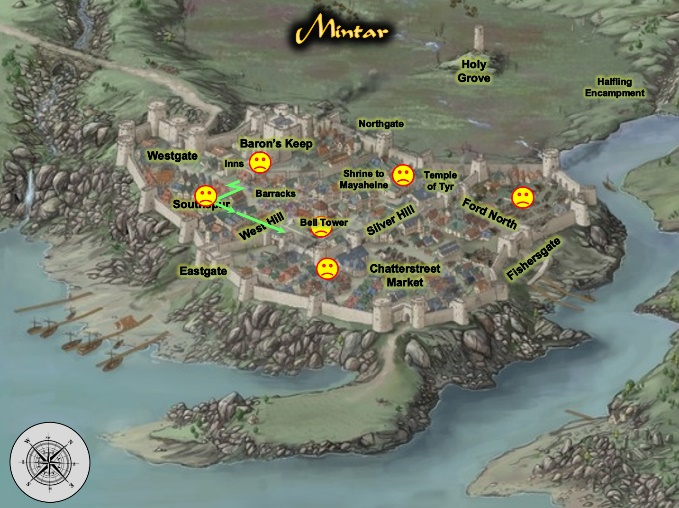 Mintar
Holy
Grove
Halfling
Encampment
Northgate
Baron's Keep
Westgate
Inns
Shrine to
Mayaheine
Temple
of Tyr
Barracks
Southspur
Bell Tower
West Hill
Silver Hill
Ford North
Fishersgate
Eastgate
Chatterstreet
Market